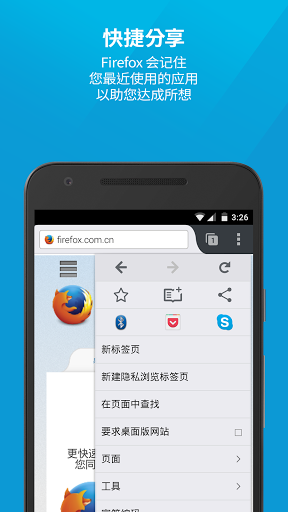 快捷分享
Firefox 会记住
您最近使用的应用
以助您达成所想
3:26
firefox.com.cn
1
新标签页
新建隐私浏览标签页
在页面中查找
要求桌面版网站
页面
工具
更快速
您同